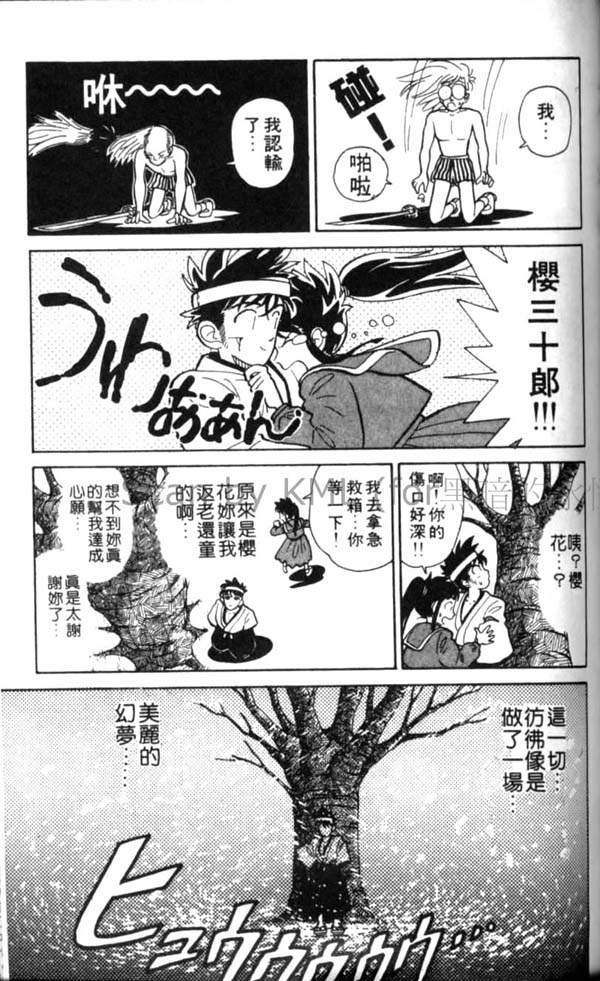 我…
碰！
啪啦
咻～～～～
我認輸
了…
櫻三十郎!!!
うわ
ああああん
咦？櫻
花…？
啊！你的
傷口好深!!
我去拿急
救箱…你
等一下！
原來是櫻
花妳讓我
返老還童
的啊…
想不到妳真
的幫我達成
心願…
真是太謝
謝妳了…
這一切…
彷彿像是
做了一場…
美麗的
幻夢……
ヒュウウウウウ…。。。